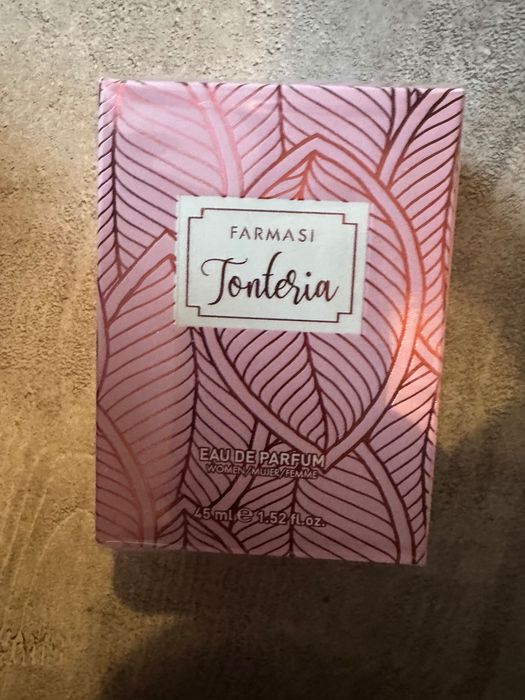 FARMASI
Tonteria
EAU DE PARFUM
WOMEN/MUJER/FEMME
45 ml ℮ 1.52 fl.oz.